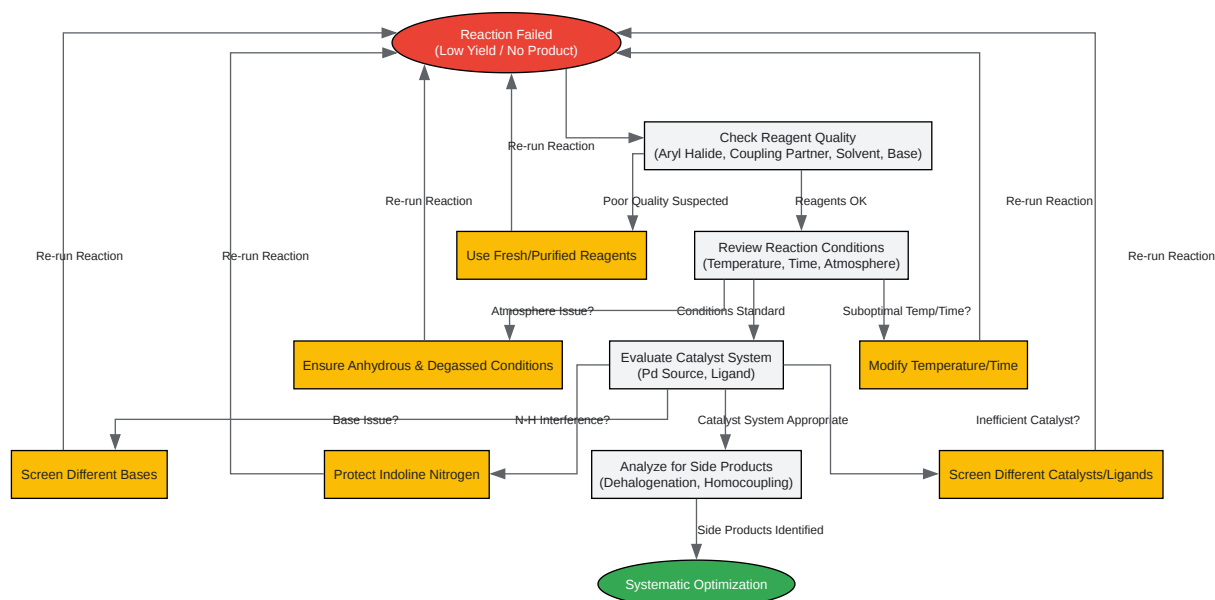 Reaction Failed
(Low Yield / No Product)
Check Reagent Quality
(Aryl Halide, Coupling Partner, Solvent, Base)
Re-run Reaction
Re-run Reaction
Poor Quality Suspected
Reagents OK
Re-run Reaction
Re-run Reaction
Re-run Reaction
Use Fresh/Purified Reagents
Review Reaction Conditions
(Temperature, Time, Atmosphere)
Re-run Reaction
Atmosphere Issue?
Conditions Standard
Suboptimal Temp/Time?
Ensure Anhydrous & Degassed Conditions
Evaluate Catalyst System
(Pd Source, Ligand)
Modify Temperature/Time
Base Issue?
N-H Interference?
Catalyst System Appropriate
Inefficient Catalyst?
Screen Different Bases
Protect Indoline Nitrogen
Analyze for Side Products
(Dehalogenation, Homocoupling)
Screen Different Catalysts/Ligands
Side Products Identified
Systematic Optimization